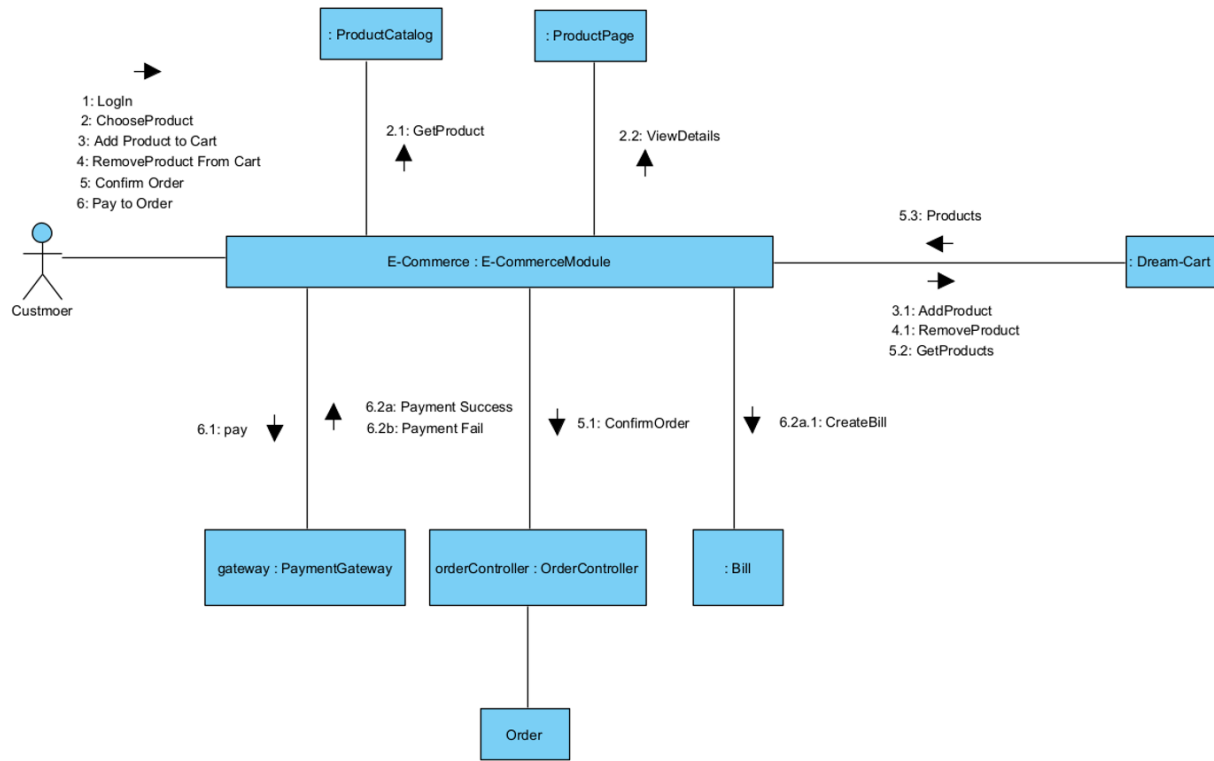 : ProductCatalog
: ProductPage
1: LogIn
2: ChooseProduct
3: Add Product to Cart
4: RemoveProduct From Cart
5: Confirm Order
6: Pay to Order
2.1: GetProduct
2.2: ViewDetails
5.3: Products
E-Commerce : E-CommerceModule
: Dream-Cart
Custmoer
3.1: AddProduct
4.1: RemoveProduct
5.2: GetProducts
6.1: pay
6.2a: Payment Success
6.2b: Payment Fail
5.1: ConfirmOrder
6.2a.1: CreateBill
gateway : PaymentGateway
orderController : OrderController
: Bill
Order